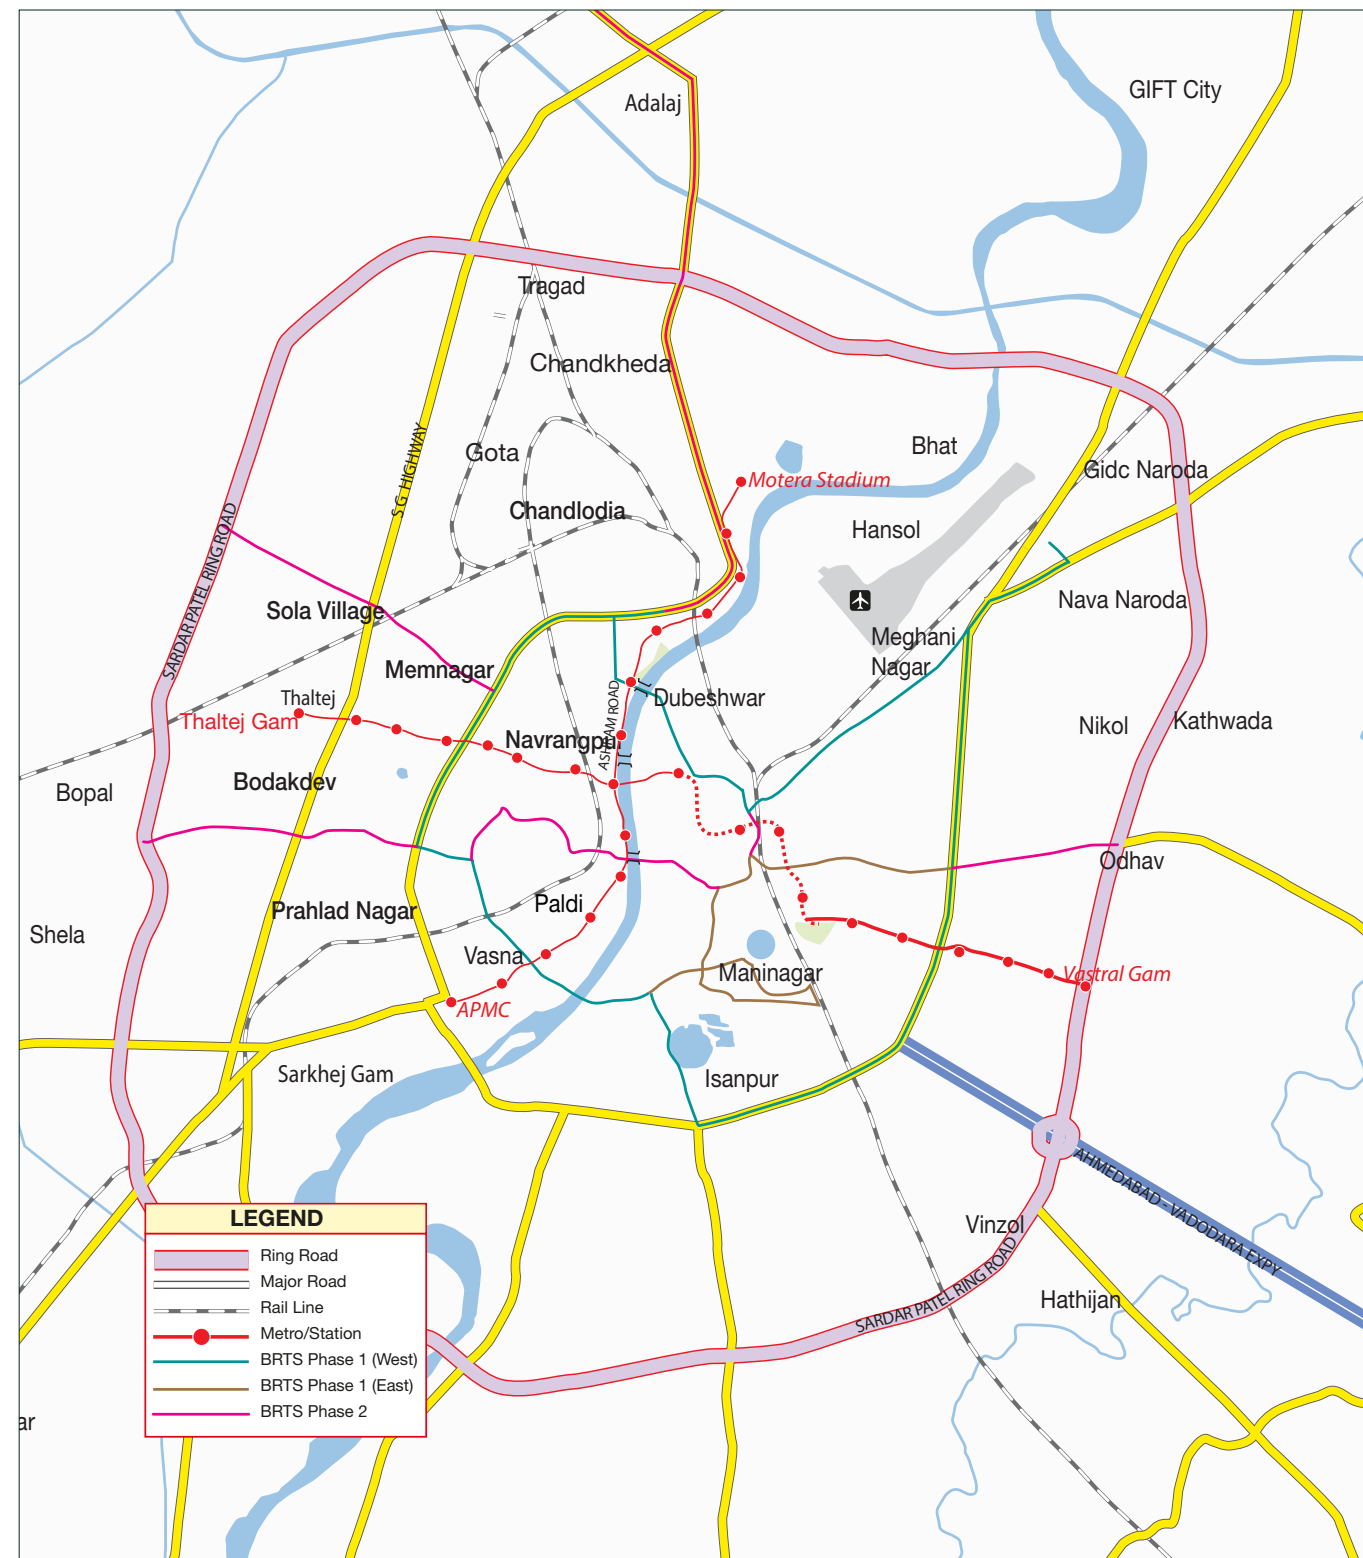 GIFT City
Adalaj
Tragad
Chandkheda
Bhat
S G HIGHWAY
Gota
Gidc Naroda
Motera Stadium
Chandlodia
Hansol
SARDAR PATEL RING ROAD
Sola Village
Nava Naroda
Meghani
Nagar
Memnagar
Thaltej
Dubeshwar
Thaltej Gam
ASHRAM ROAD
Navrangpu
Nikol
Kathwada
Bodakdev
Bopal
Odhav
Paldi
Prahlad Nagar
Shela
Vasna
Maninagar
Vastral Gam
APMC
Sarkhej Gam
Isanpur
AHMEDABAD - VADODARA EXPY
Vinzol
SARDAR PATEL RING ROAD
Hathijan
LEGEND
Ring Road
Major Road
Rail Line
Metro/Station
BRTS Phase 1 (West)
BRTS Phase 1 (East)
BRTS Phase 2
ar